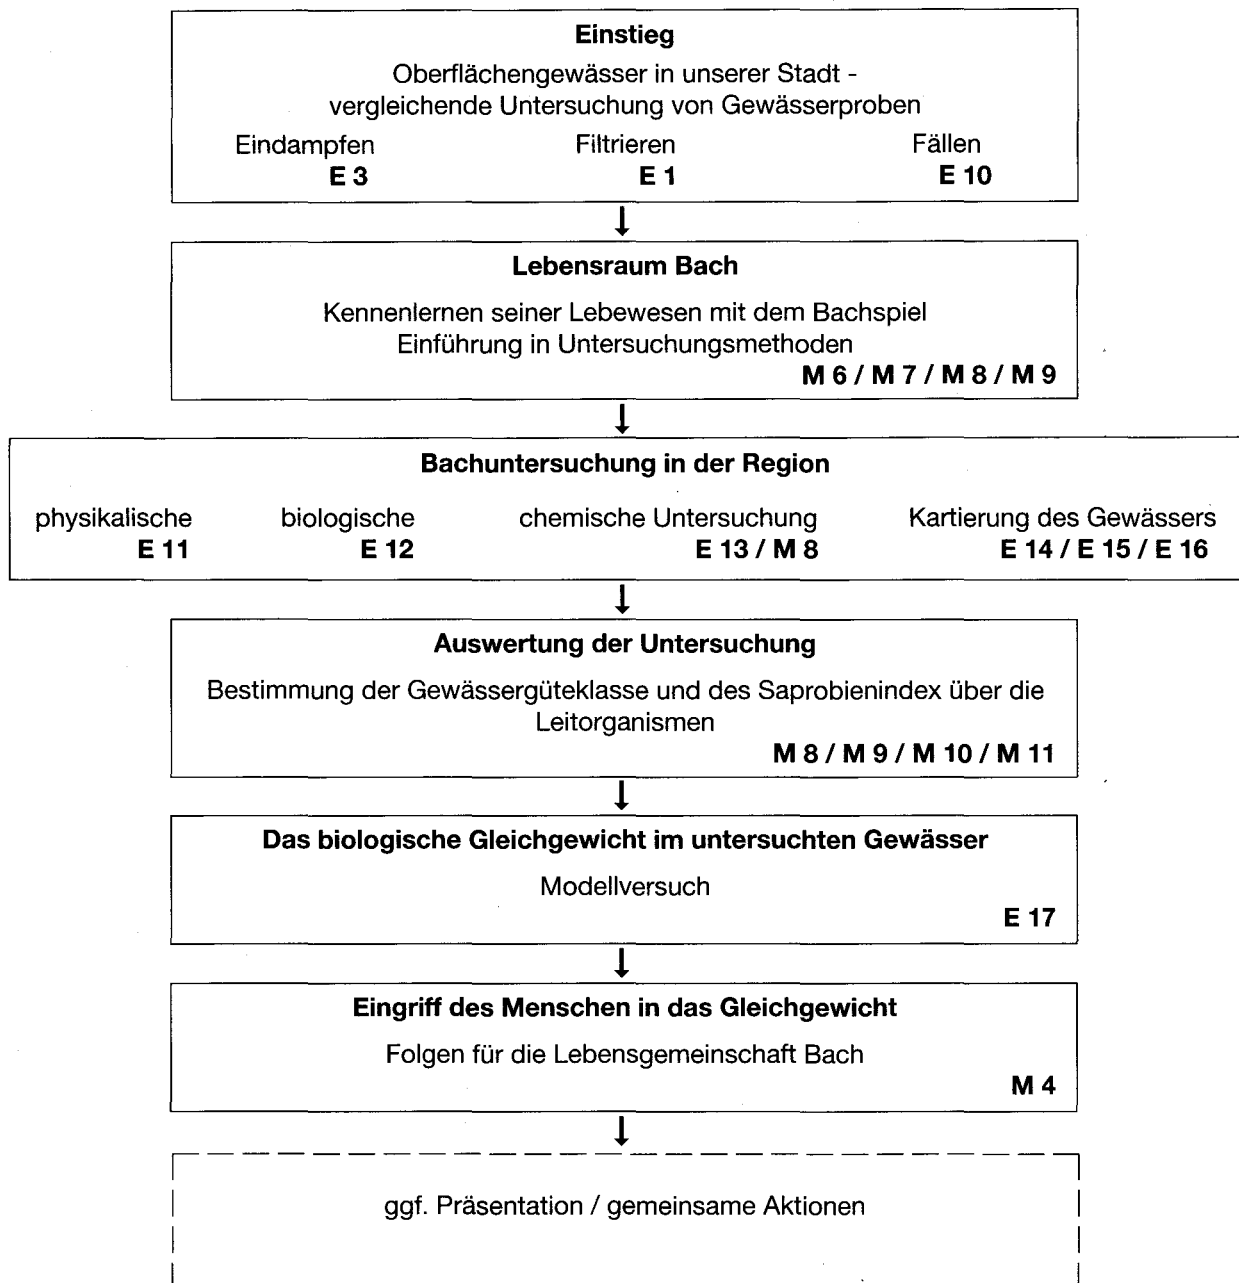 Einstieg
Oberflächengewässer in unserer Stadt -
vergleichende Untersuchung von Gewässerproben
Eindampfen Filtrieren Fällen
E 3 E 1 E 10
Lebensraum Bach
Kennenlernen seiner Lebewesen mit dem Bachspiel
Einführung in Untersuchungsmethoden
M 6 / M 7 / M 8 / M 9
Bachuntersuchung in der Region
physikalische biologische chemische Untersuchung Kartierung des Gewässers
E 11 E 12 E 13 / M 8 E 14 / E 15 / E 16
Auswertung der Untersuchung
Bestimmung der Gewässergüteklasse und des Saprobienindex über die
Leitorganismen
M 8 / M 9 / M 10 / M 11
Das biologische Gleichgewicht im untersuchten Gewässer
Modellversuch
E 17
Eingriff des Menschen in das Gleichgewicht
Folgen für die Lebensgemeinschaft Bach
M 4
ggf. Präsentation / gemeinsame Aktionen